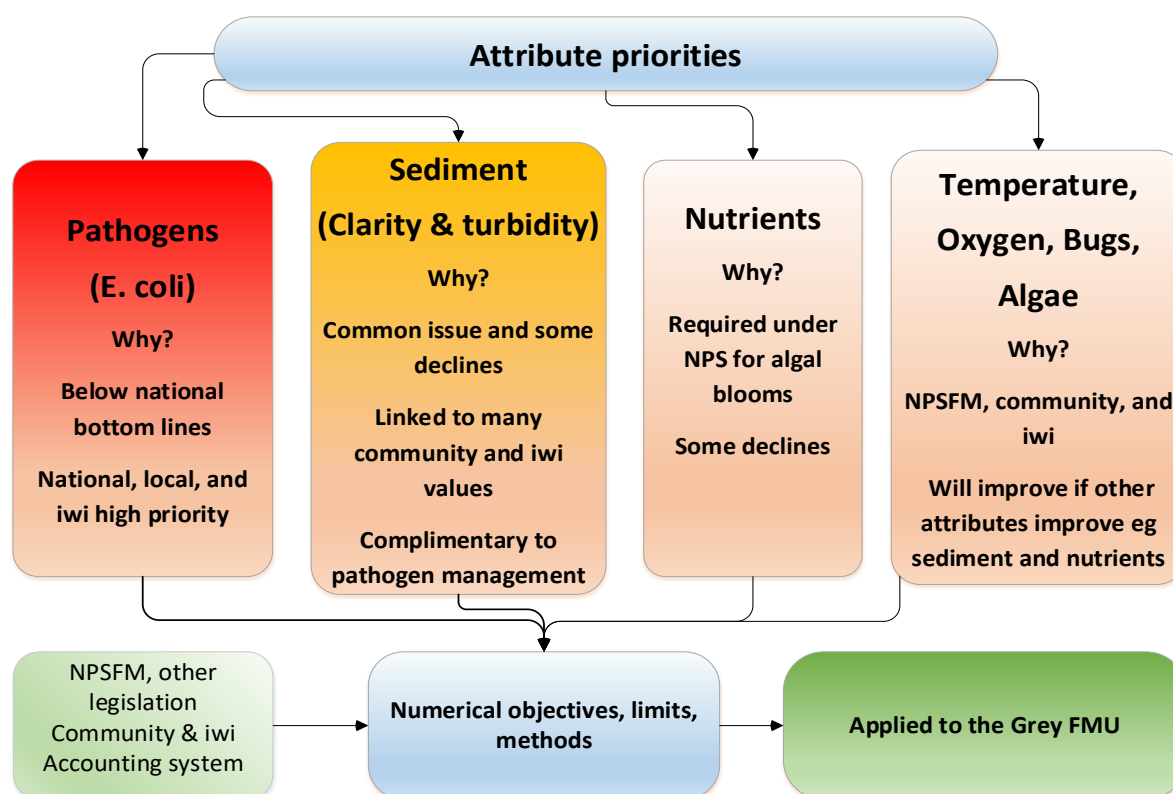 Attribute priorities
Pathogens
(E. coli)
Why?
Below national
bottom lines
National, local, and
iwi high priority
Sediment
(Clarity & turbidity)
Why?
Common issue and some
declines
Linked to many
community and iwi
values
Complimentary to
pathogen management
Nutrients
Why?
Required under
NPS for algal
blooms
Some declines
Temperature,
Oxygen, Bugs,
Algae
Why?
NPSFM, community, and
iwi
Will improve if other
attributes improve eg
sediment and nutrients
NPSFM, other
legislation
Community & iwi
Accounting system
Numerical objectives, limits,
methods
Applied to the Grey FMU